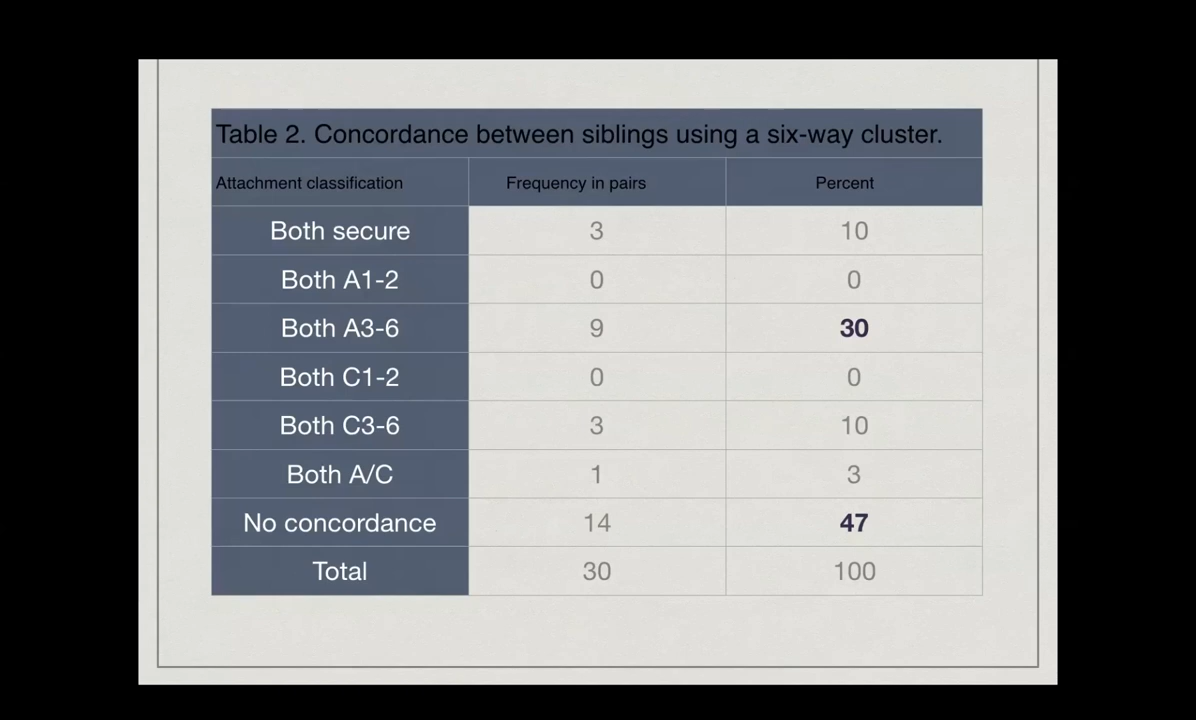 Table 2. Concordance between siblings using a six-way cluster.
Attachment classification Frequency in pairs Percent
Both secure 3 10
Both A1-2 0 0
Both A3-6 9 30
Both C1-2 0 0
Both C3-6 3 10
Both A/C 1 3
No concordance 14 47
Total 30 100